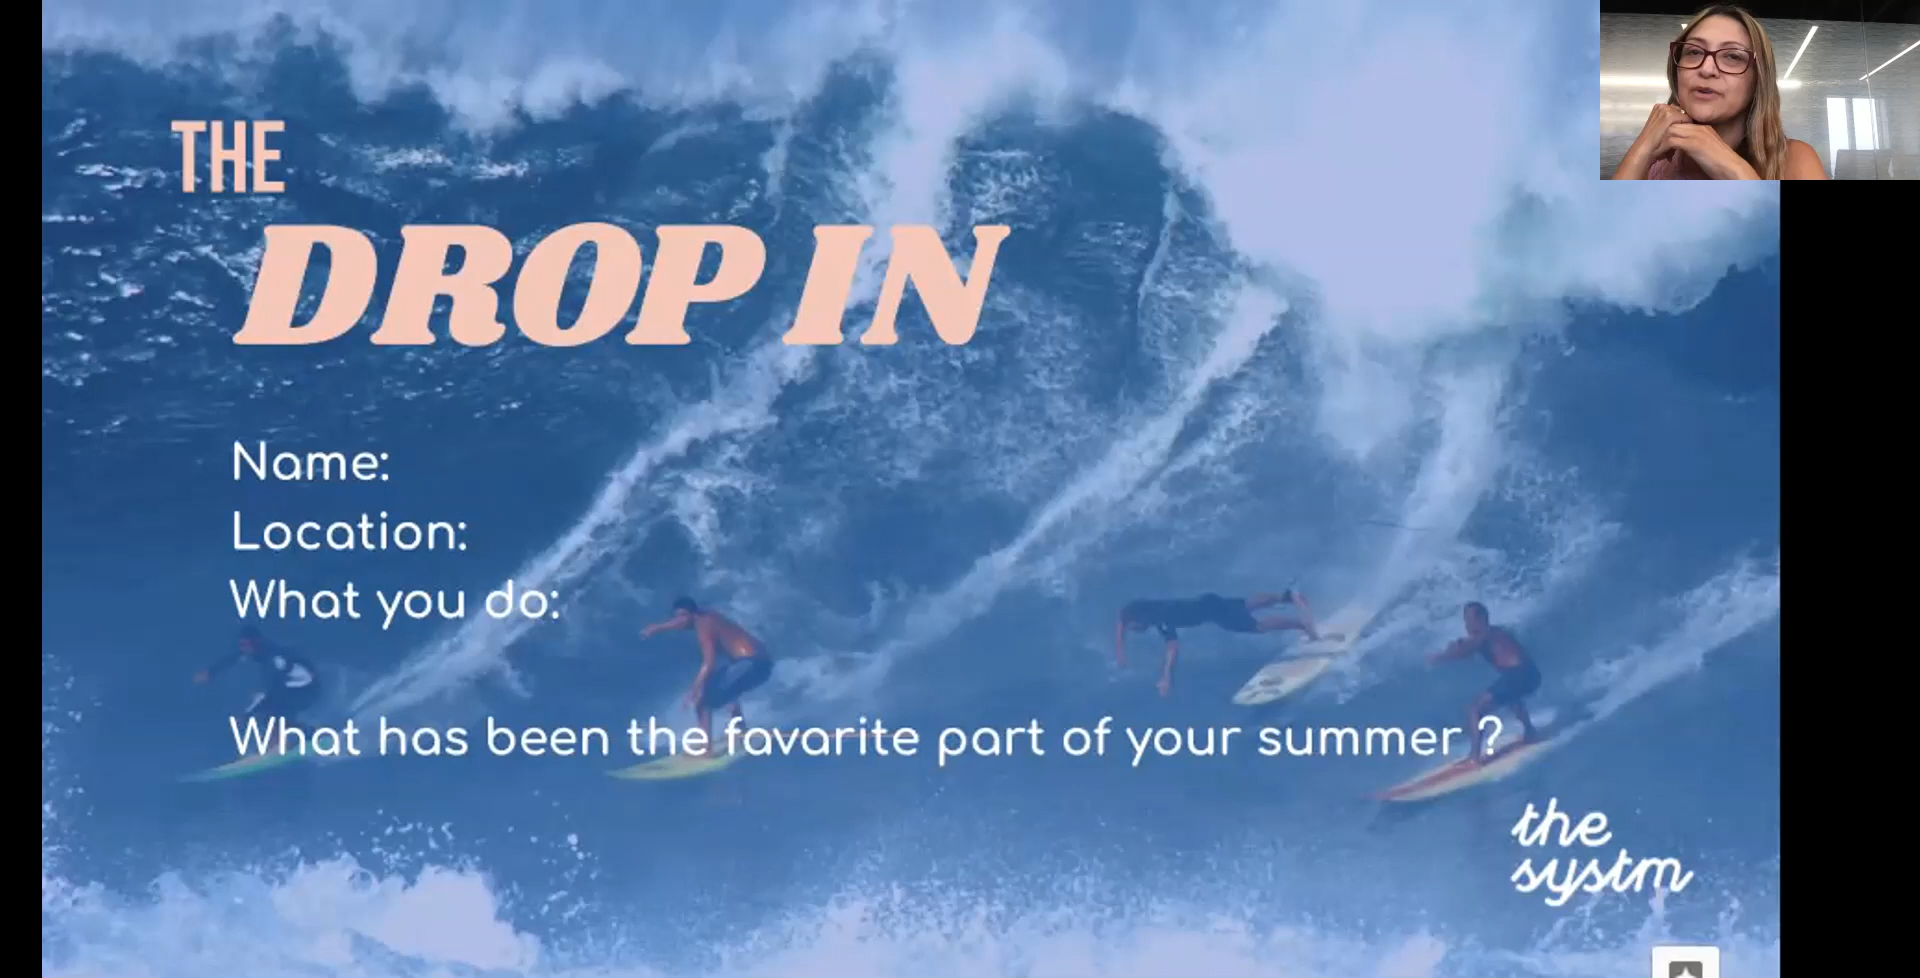 THE
DROP IN
Name:
Location:
What you do:
What has been the favarite part of your summer ?
the
systm